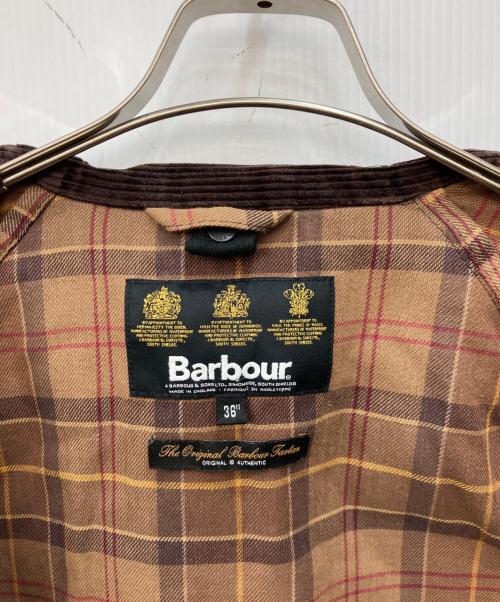 BY APPOINTMENT TO
HER MAJESTY THE QUEEN
MANUFACTURERS OF WATERPROOF
AND PROTECTIVE CLOTHING
J. BARBOUR & SONS LTD.
SOUTH SHIELDS.
BY APPOINTMENT TO
H.R.H. THE DUKE OF EDINBURGH
MANUFACTURERS OF WATERPROOF
AND PROTECTIVE CLOTHING
J. BARBOUR & SONS LTD.
SOUTH SHIELDS.
BY APPOINTMENT TO
H.R.H. THE PRINCE OF WALES
MANUFACTURERS OF WATERPROOF
AND PROTECTIVE CLOTHING
J. BARBOUR & SONS LTD.
SOUTH SHIELDS.
Barbour®
J. BARBOUR & SONS LTD, SIMONSIDE, SOUTH SHIELDS
MADE IN ENGLAND · FABRIQUE EN ANGLETERRE
36"
The Original Barbour Tartan
ORIGINAL & AUTHENTIC